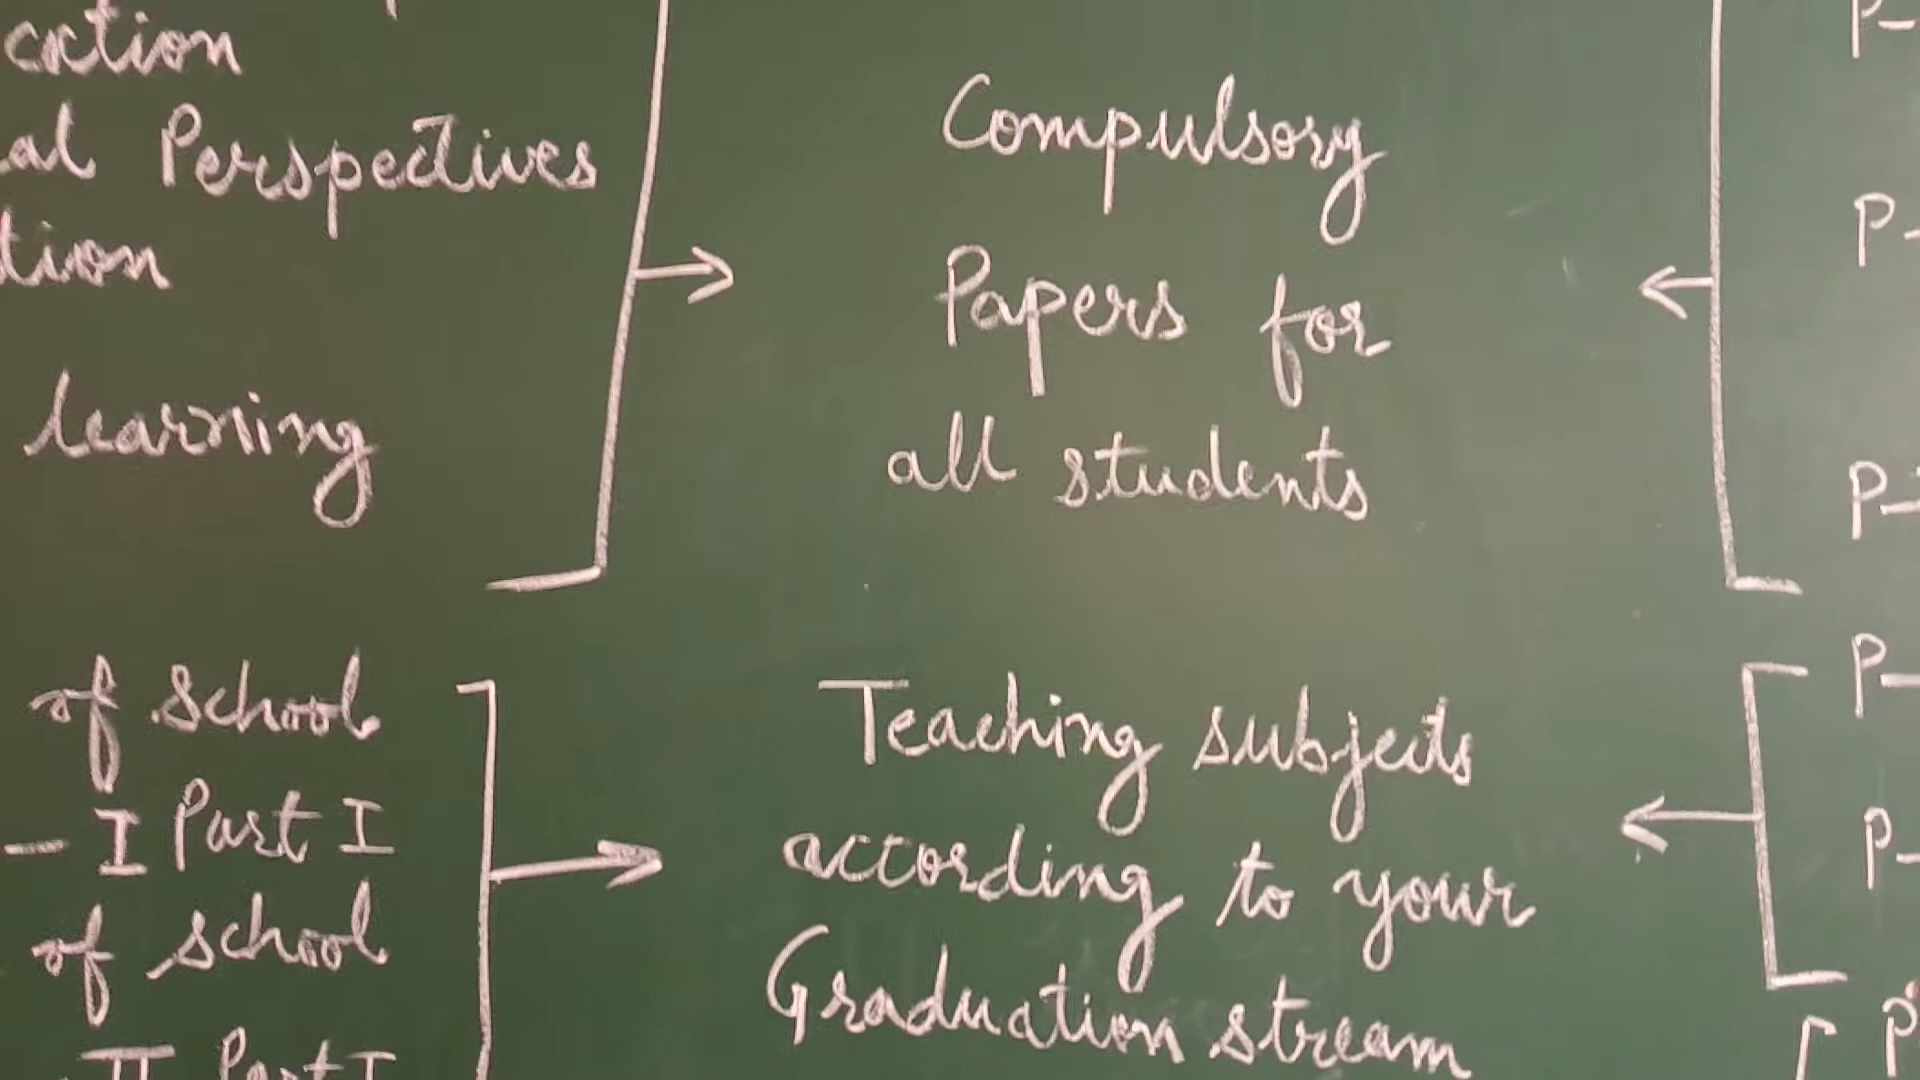 cation
al Perspectives
tion
learning
of school
- I Part I
of school
II Part I
Compulsory
Papers for
all students
Teaching subjects
according to your
Graduation stream
P-
P-
P-
P-
P-
P